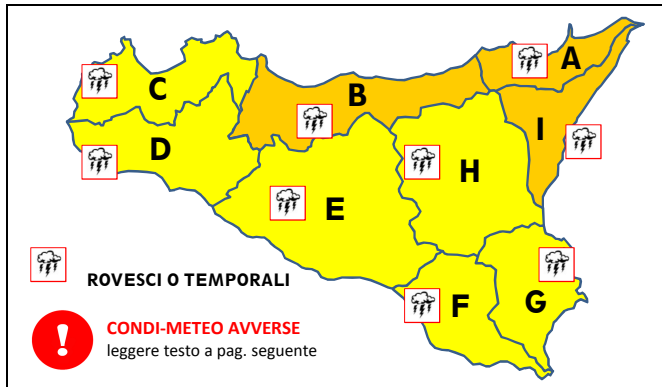 A
B
C
I
D
H
E
F
G
ROVESCI O TEMPORALI
!
CONDI-METEO AVVERSE
leggere testo a pag. seguente